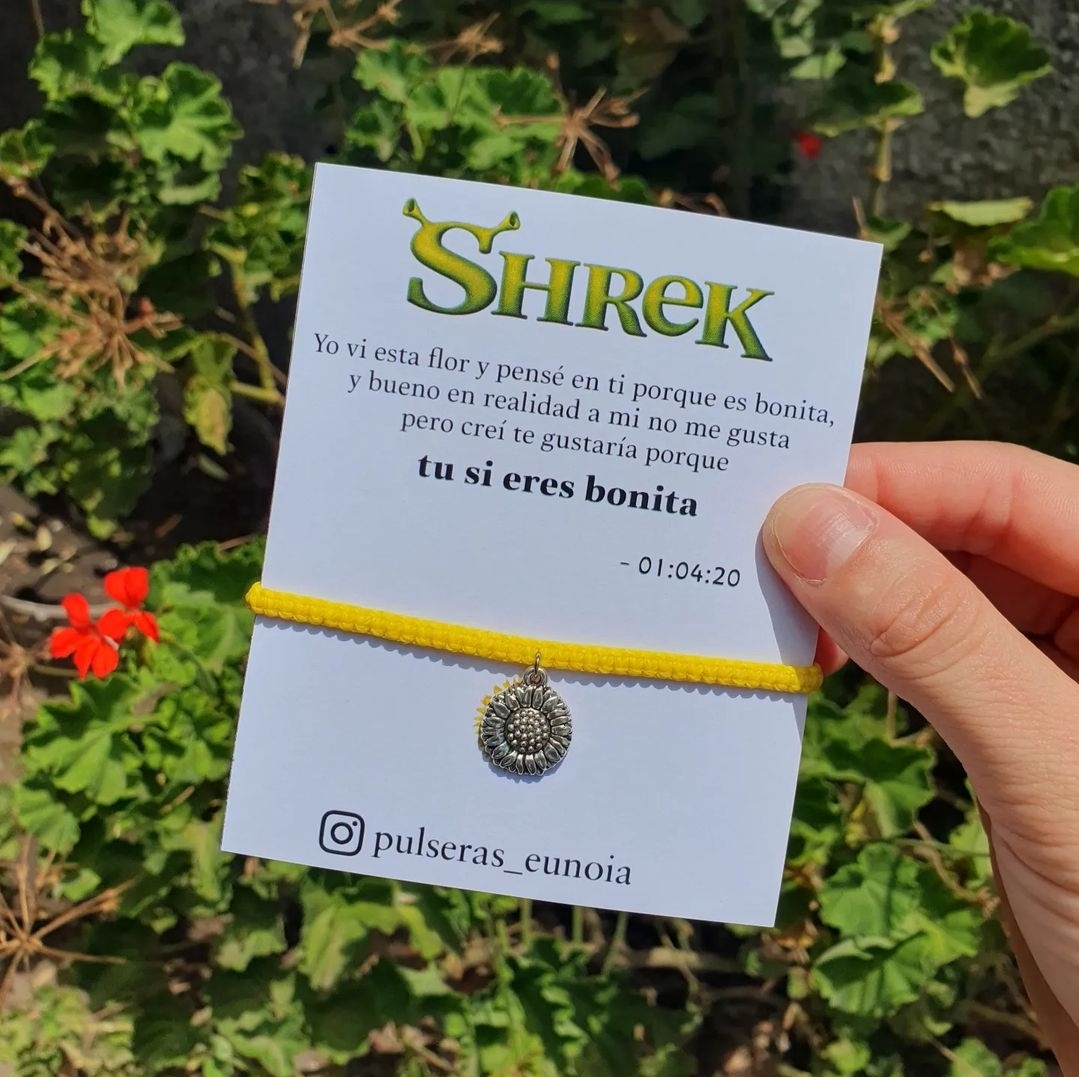 SHREK
Yo vi esta flor y pensé en ti porque es bonita,
y bueno en realidad a mi no me gusta
pero creí te gustaría porque
tu si eres bonita
- 01:04:20
pulseras_eunoia